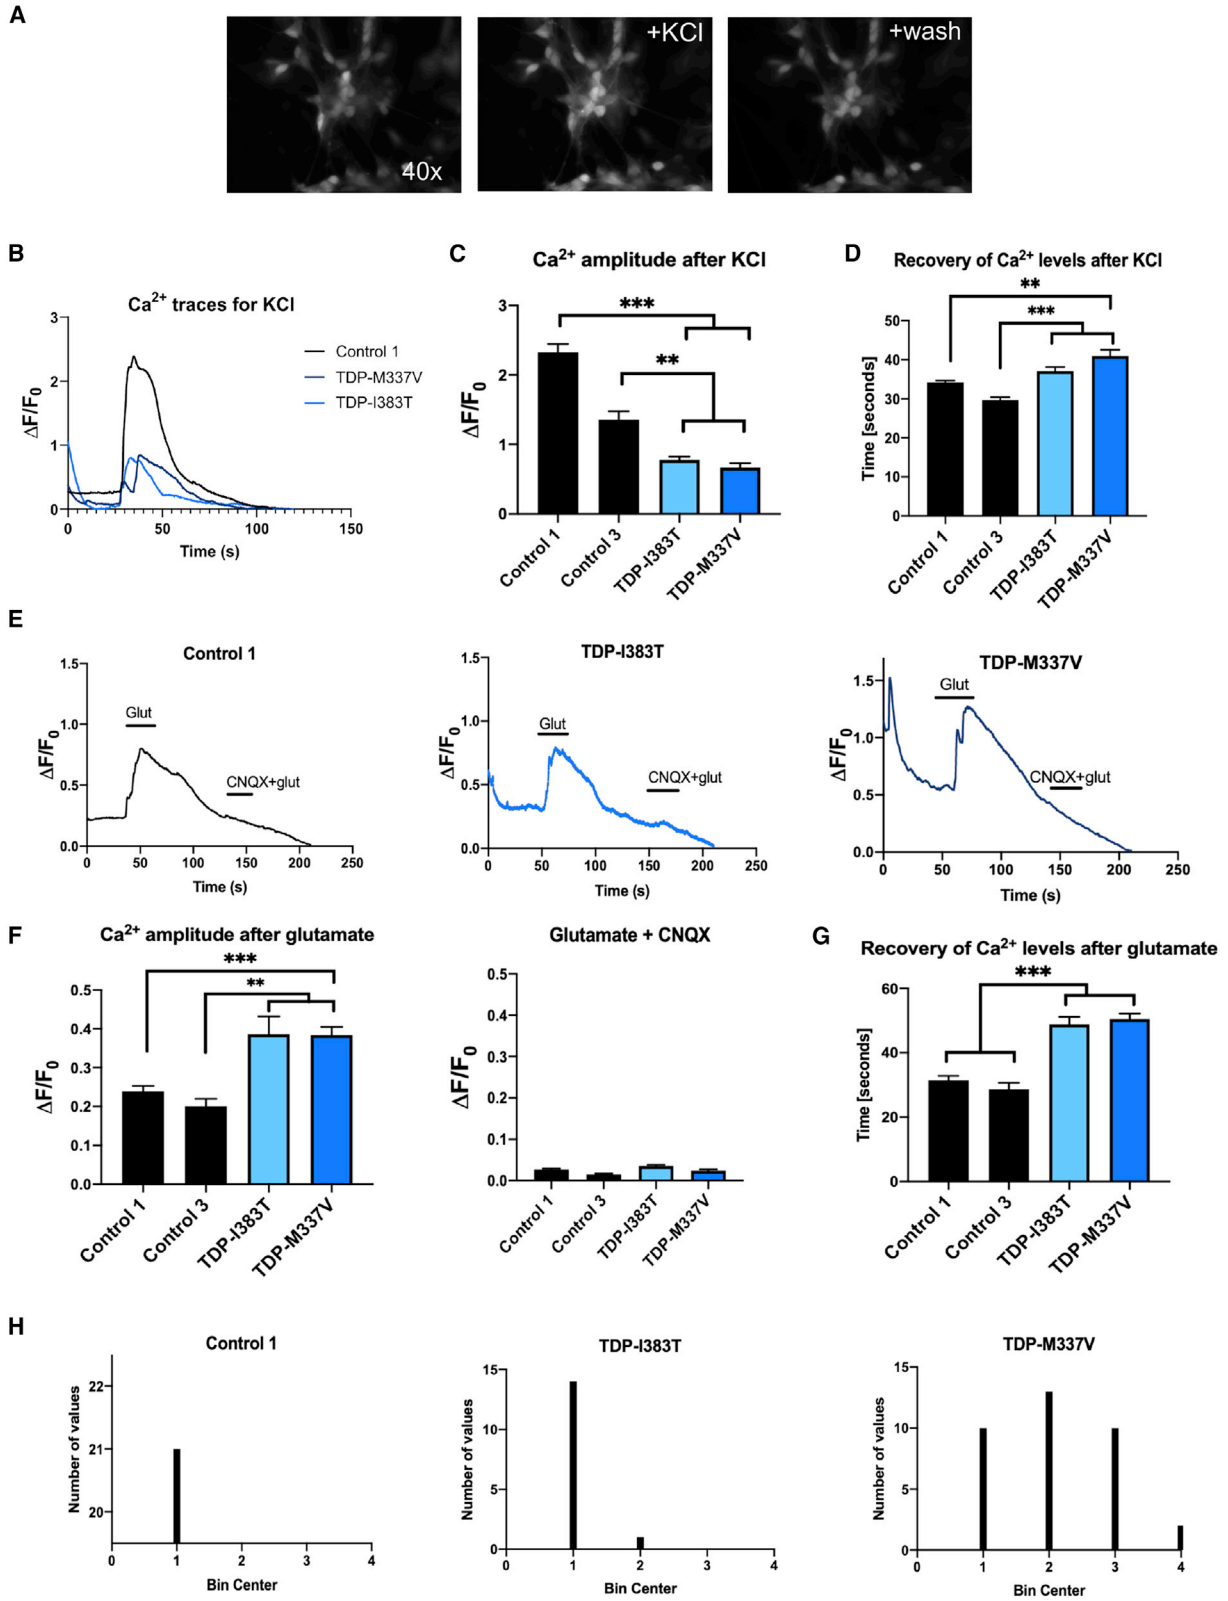 A
40x
+KCl
+wash
B
Ca²⁺ traces for KCl
3
2
1
0
ΔF/F₀
0
50
100
150
Time (s)
Control 1
TDP-M337V
TDP-I383T
C
Ca²⁺ amplitude after KCl
***
**
3
2
1
0
ΔF/F₀
Control 1
Control 3
TDP-I383T
TDP-M337V
D
Recovery of Ca²⁺ levels after KCl
**
***
50
40
30
20
10
0
Time [seconds]
Control 1
Control 3
TDP-I383T
TDP-M337V
E
Control 1
1.5
1.0
0.5
0.0
ΔF/F₀
Glut
CNQX+glut
0
50
100
150
200
250
Time (s)
TDP-I383T
1.5
1.0
0.5
0.0
ΔF/F₀
Glut
CNQX+glut
0
50
100
150
200
250
Time (s)
TDP-M337V
1.5
1.0
0.5
0.0
ΔF/F₀
Glut
CNQX+glut
0
50
100
150
200
250
Time (s)
F
Ca²⁺ amplitude after glutamate
***
**
0.5
0.4
0.3
0.2
0.1
0.0
ΔF/F₀
Control 1
Control 3
TDP-I383T
TDP-M337V
Glutamate + CNQX
0.5
0.4
0.3
0.2
0.1
0.0
ΔF/F₀
Control 1
Control 3
TDP-I383T
TDP-M337V
G
Recovery of Ca²⁺ levels after glutamate
***
60
40
20
0
Time [seconds]
Control 1
Control 3
TDP-I383T
TDP-M337V
H
Control 1
22
21
20
Number of values
0
1
2
3
4
Bin Center
TDP-I383T
15
10
5
0
Number of values
0
1
2
3
4
Bin Center
TDP-M337V
15
10
5
0
Number of values
0
1
2
3
4
Bin Center